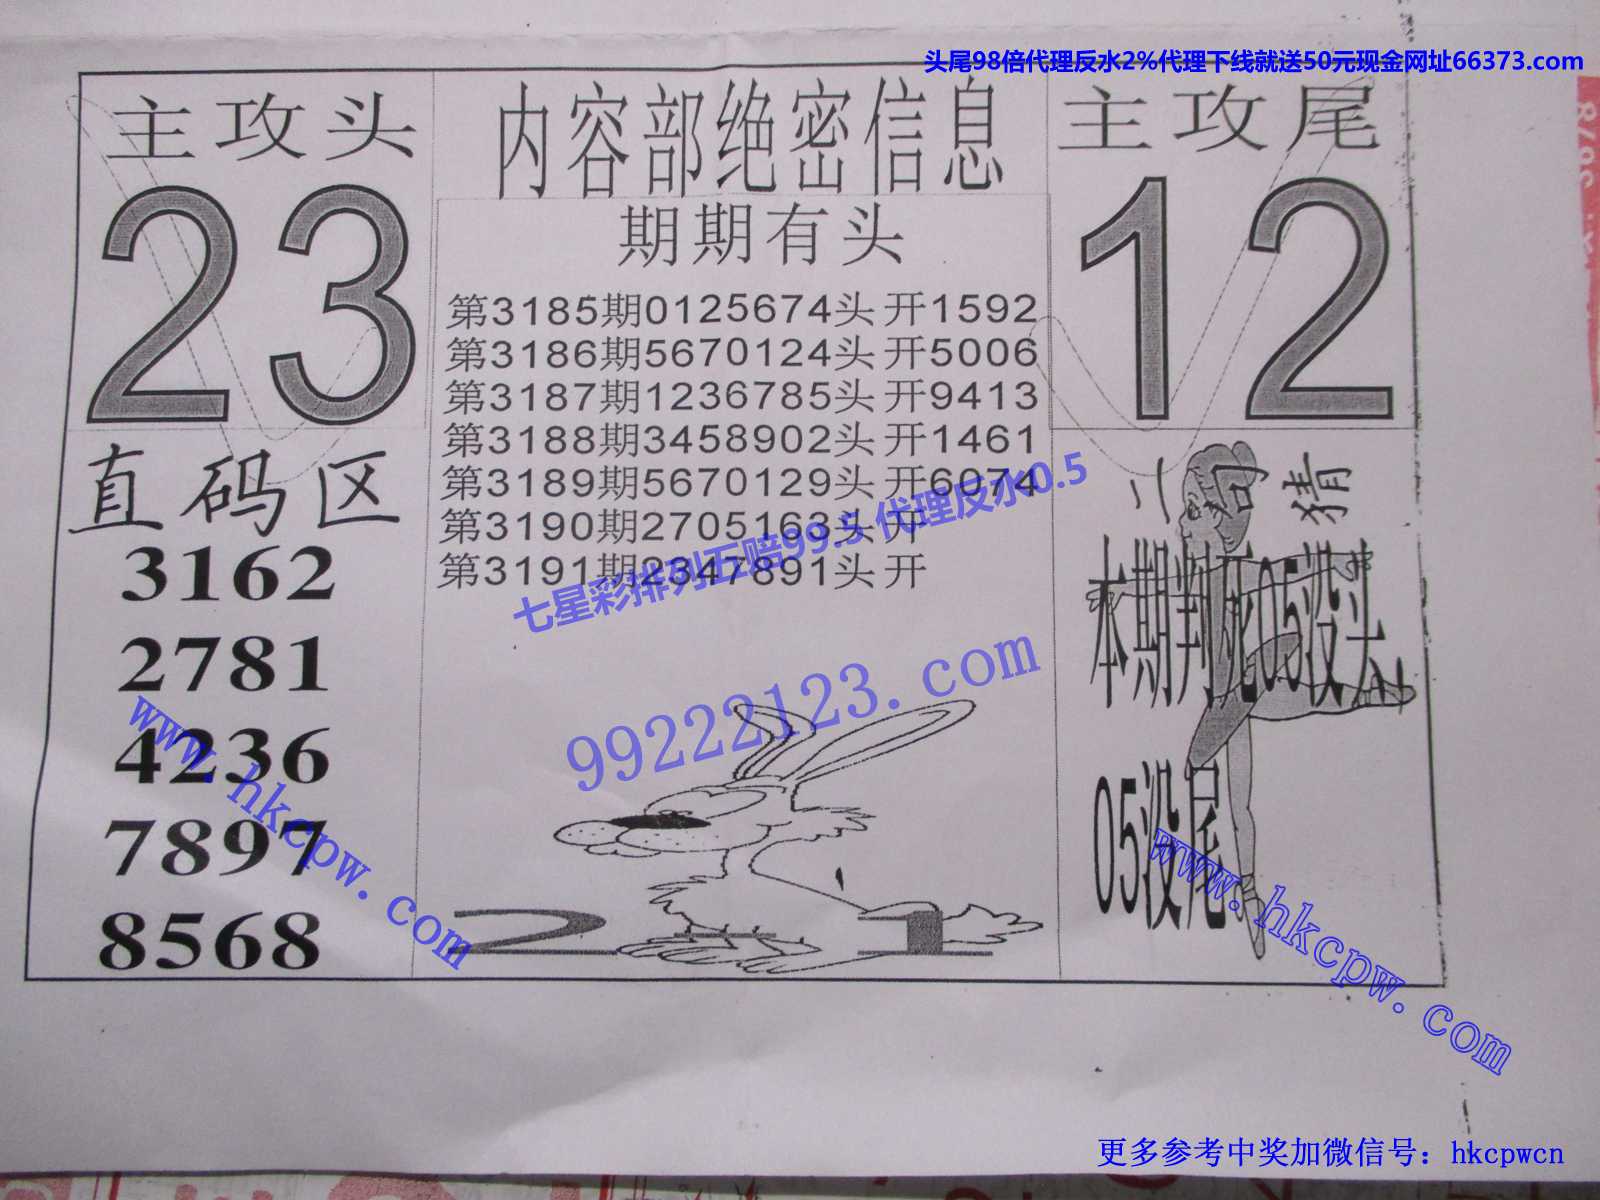 头尾98倍代理反水2%代理下线就送50元现金网址66373.com
主攻头
23
内容部绝密信息
期期有头
第3185期0125674头 开1592
第3186期5670124头 开5006
第3187期1236785头 开9413
第3188期3458902头 开1461
第3189期5670129头 开6074
第3190期2705163头 开
第3191期2347891头 开
主攻尾
12
直码区
3162
2781
4236
7897
8568
二句猜
本期判死05没头
05没尾
七星彩排列五赔99.5 代理反水0.5
99222123.com
www.hkcpw.com
www.hkcpw.com
2 1
更多参考中奖加微信号：hkcpwcn